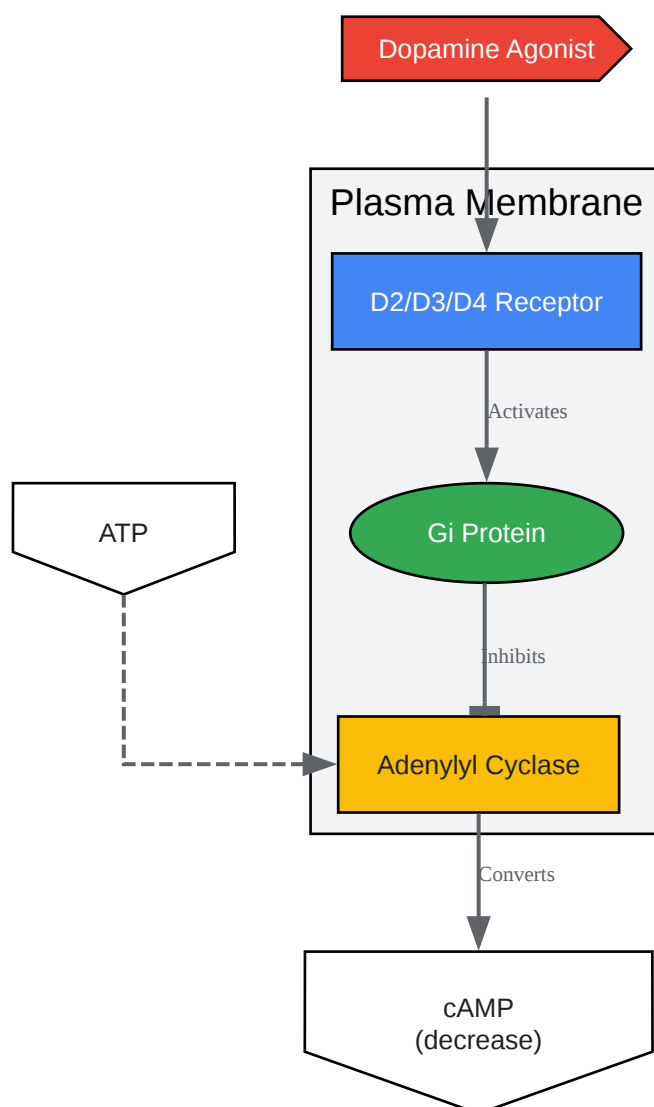 Dopamine Agonist
Plasma Membrane
D2/D3/D4 Receptor
Activates
ATP
Gi Protein
Inhibits
Adenylyl Cyclase
Converts
cAMP
(decrease)